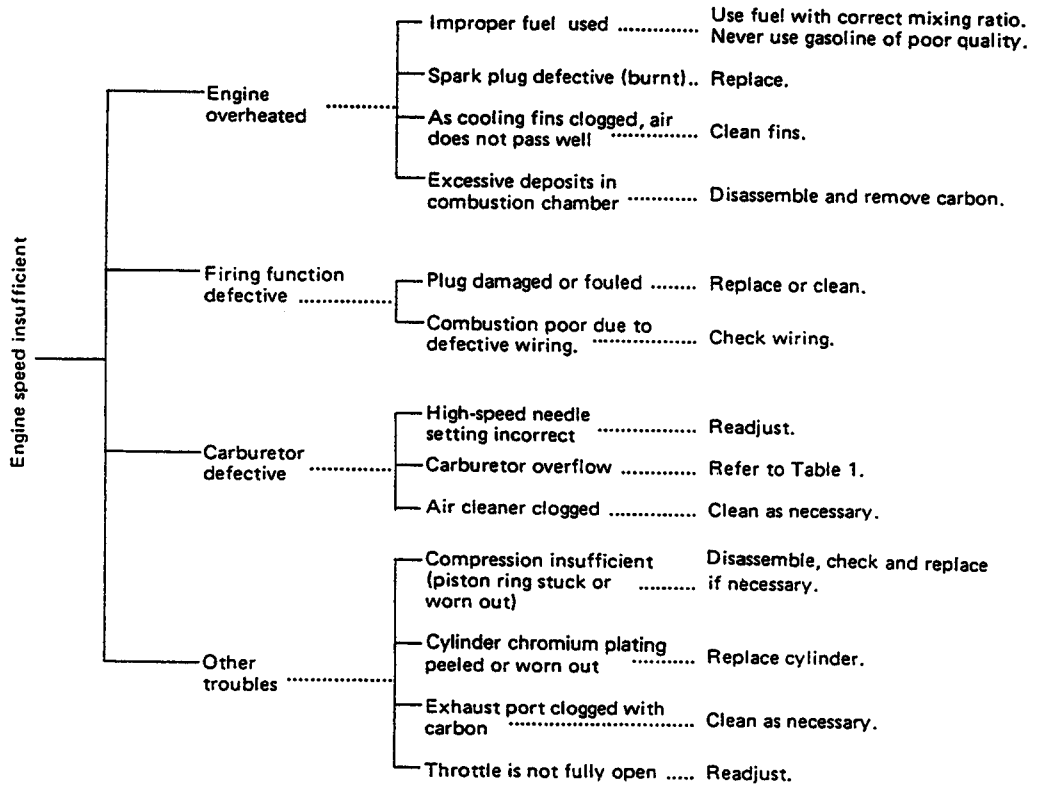 Engine speed insufficient
Engine
overheated
Improper fuel used ............. Use fuel with correct mixing ratio.
Never use gasoline of poor quality.
Spark plug defective (burnt).. Replace.
As cooling fins clogged, air
does not pass well ............. Clean fins.
Excessive deposits in
combustion chamber ............ Disassemble and remove carbon.
Firing function
defective
Plug damaged or fouled ........ Replace or clean.
Combustion poor due to
defective wiring. ................. Check wiring.
Carburetor
defective
High-speed needle
setting incorrect ................. Readjust.
Carburetor overflow ............. Refer to Table 1.
Air cleaner clogged ............... Clean as necessary.
Other
troubles
Compression insufficient
(piston ring stuck or
worn out) .......... Disassemble, check and replace
if necessary.
Cylinder chromium plating
peeled or worn out ........... Replace cylinder.
Exhaust port clogged with
carbon ................................ Clean as necessary.
Throttle is not fully open ..... Readjust.